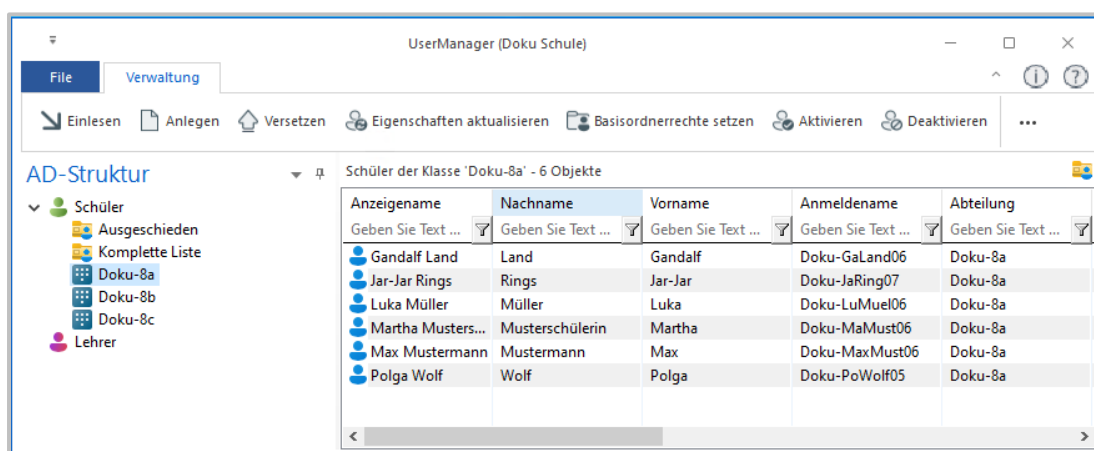 UserManager (Doku Schule)
File Verwaltung
Einlesen Anlegen Versetzen Eigenschaften aktualisieren Basisordnerrechte setzen Aktivieren Deaktivieren ...
AD-Struktur
Schüler
Ausgeschieden
Komplette Liste
Doku-8a
Doku-8b
Doku-8c
Lehrer
Schüler der Klasse 'Doku-8a' - 6 Objekte
Anzeigename Nachname Vorname Anmeldename Abteilung
Geben Sie Text ... Geben Sie Text ... Geben Sie Text ... Geben Sie Text ... Geben Sie Text ...
Gandalf Land Land Gandalf Doku-GaLand06 Doku-8a
Jar-Jar Rings Rings Jar-Jar Doku-JaRing07 Doku-8a
Luka Müller Müller Luka Doku-LuMuel06 Doku-8a
Martha Musters... Musterschülerin Martha Doku-MaMust06 Doku-8a
Max Mustermann Mustermann Max Doku-MaxMust06 Doku-8a
Polga Wolf Wolf Polga Doku-PoWolf05 Doku-8a